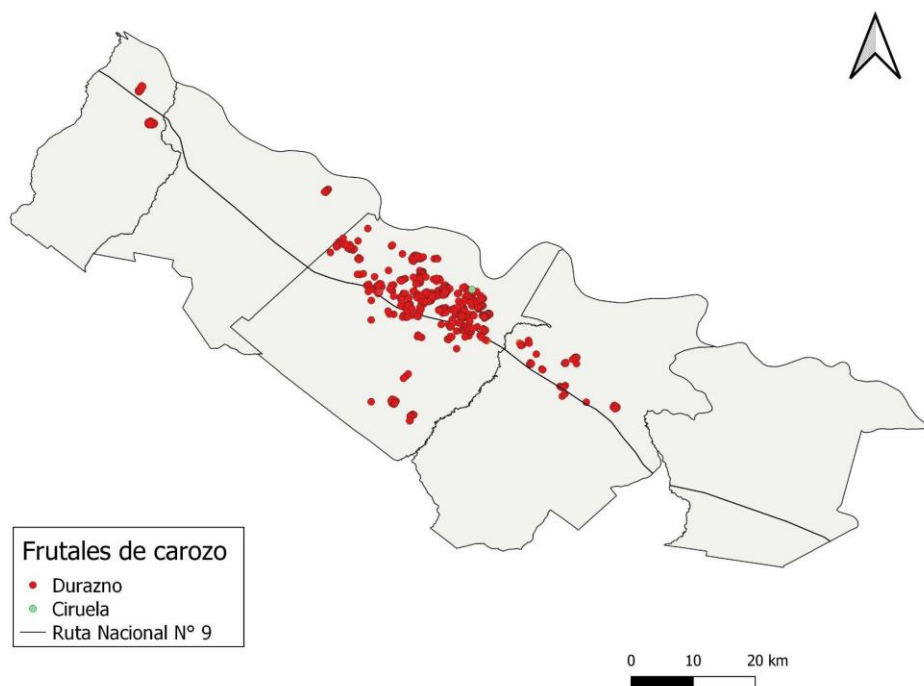 Frutales de carozo
Durazno
Ciruela
Ruta Nacional N° 9
0 10 20 km